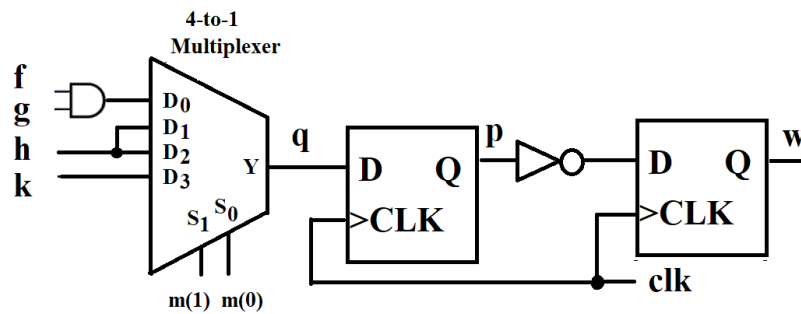 4-to-1
Multiplexer
f
g
h
k
D0
D1
D2
D3
Y
S1
S0
m(1)
m(0)
q
D
Q
>CLK
p
D
Q
>CLK
w
clk